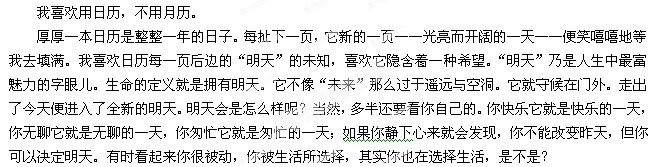 我喜欢用日历，不用月历。
厚厚一本日历是整整一年的日子。每扯下一页，它新的一页——光亮而开阔的一天——便笑嘻嘻地等
我去填满。我喜欢日历每一页后边的“明天”的未知，喜欢它隐含着一种希望。“明天”乃是人生中最富
魅力的字眼儿。生命的定义就是拥有明天。它不像“未来”那么过于遥远与空洞。它就守候在门外。走出
了今天便进入了全新的明天。明天会是怎么样呢？当然，多半还要看你自己的。你快乐它就是快乐的一天，
你无聊它就是无聊的一天，你匆忙它就是匆忙的一天；如果你静下心来就会发现，你不能改变昨天，但你
可以决定明天。有时看起来你很被动，你被生活所选择，其实你也在选择生活，是不是？